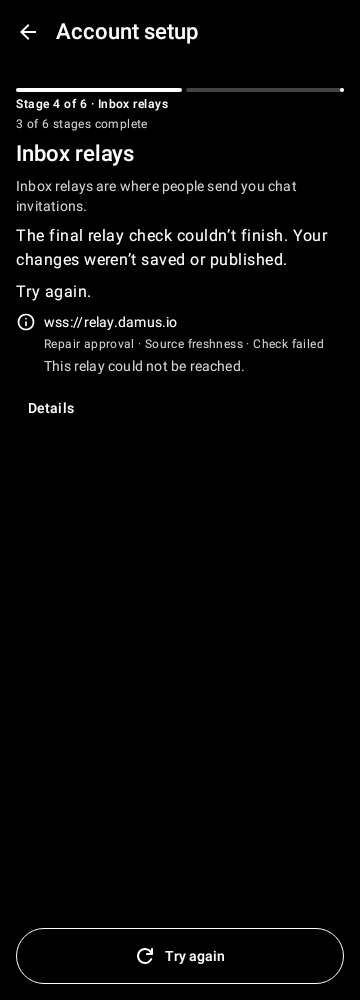 Account setup
Stage 4 of 6 · Inbox relays
3 of 6 stages complete
Inbox relays
Inbox relays are where people send you chat
invitations.
The final relay check couldn’t finish. Your
changes weren’t saved or published.
Try again.
wss://relay.damus.io
Repair approval · Source freshness · Check failed
This relay could not be reached.
Details
Try again